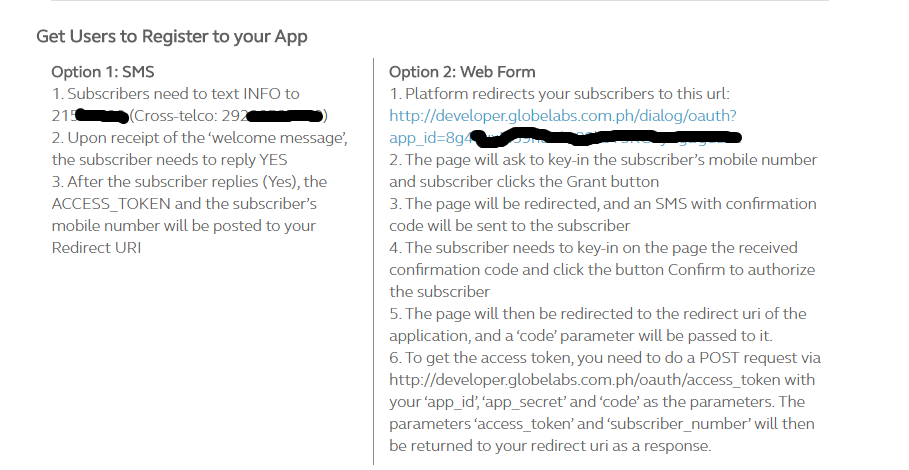 Get Users to Register to your App
Option 1: SMS
1. Subscribers need to text INFO to
215 (Cross-telco: 292 )
2. Upon receipt of the ‘welcome message’,
the subscriber needs to reply YES
3. After the subscriber replies (Yes), the
ACCESS_TOKEN and the subscriber’s
mobile number will be posted to your
Redirect URI
Option 2: Web Form
1. Platform redirects your subscribers to this url:
http://developer.globelabs.com.ph/dialog/oauth?
app_id=8g4
2. The page will ask to key-in the subscriber’s mobile number
and subscriber clicks the Grant button
3. The page will be redirected, and an SMS with confirmation
code will be sent to the subscriber
4. The subscriber needs to key-in on the page the received
confirmation code and click the button Confirm to authorize
the subscriber
5. The page will then be redirected to the redirect uri of the
application, and a ‘code’ parameter will be passed to it.
6. To get the access token, you need to do a POST request via
http://developer.globelabs.com.ph/oauth/access_token with
your ‘app_id’, ‘app_secret’ and ‘code’ as the parameters. The
parameters ‘access_token’ and ‘subscriber_number’ will then
be returned to your redirect uri as a response.